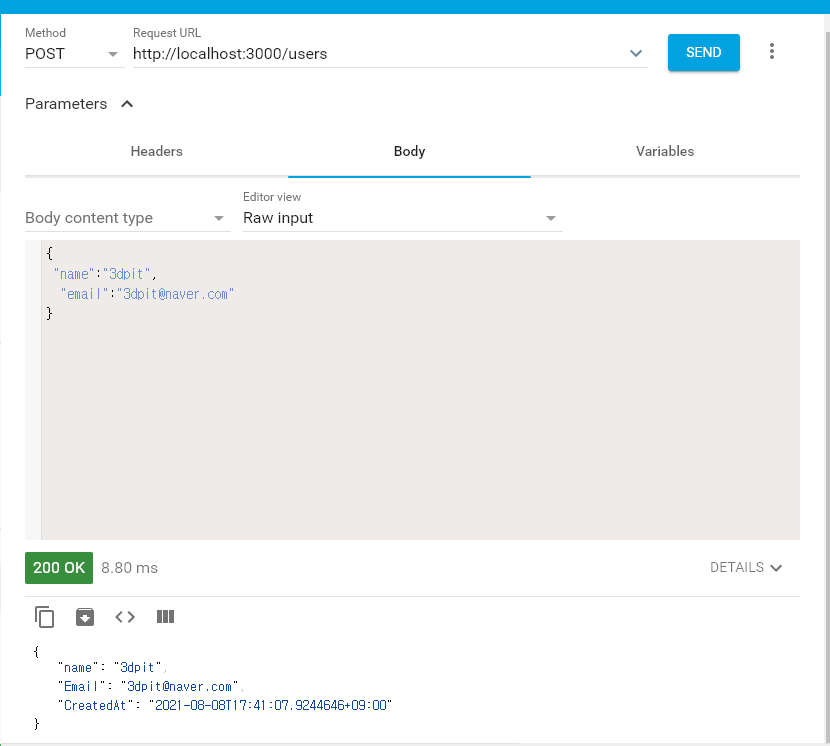 Method
Request URL
POST
http://localhost:3000/users
SEND
Parameters
Headers
Body
Variables
Editor view
Body content type
Raw input
{
"name":"3dpit",
"email":"3dpit@naver.com"
}
200 OK
8.80 ms
DETAILS
{
"name": "3dpit",
"Email": "3dpit@naver.com",
"CreatedAt": "2021-08-08T17:41:07.9244646+09:00"
}